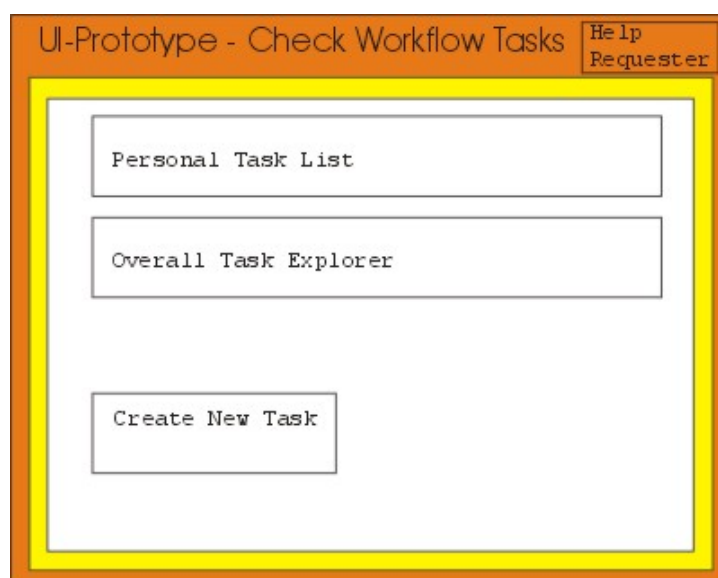 UI-Prototype - Check Workflow Tasks
Help
Requester
Personal Task List
Overall Task Explorer
Create New Task